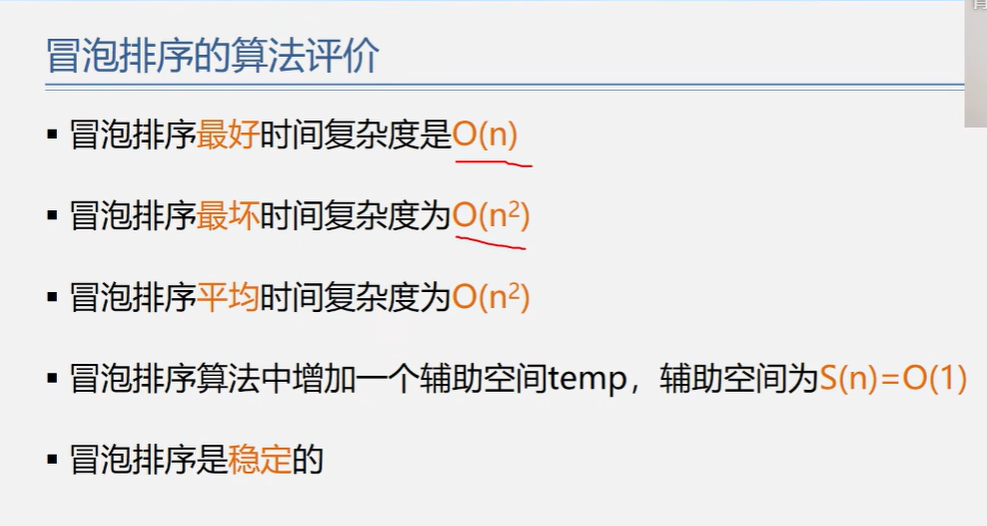 冒泡排序的算法评价
▪ 冒泡排序最好时间复杂度是O(n)
▪ 冒泡排序最坏时间复杂度为O(n²)
▪ 冒泡排序平均时间复杂度为O(n²)
▪ 冒泡排序算法中增加一个辅助空间temp，辅助空间为S(n)=O(1)
▪ 冒泡排序是稳定的